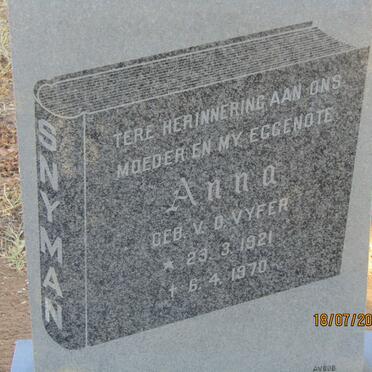 SNYMAN
TERE HERINNERING AAN ONS
MOEDER EN MY EGGENOTE
Anna
GEB. V. D. VYFER
* 23. 3. 1921
† 6. 4. 1970
18/07/20